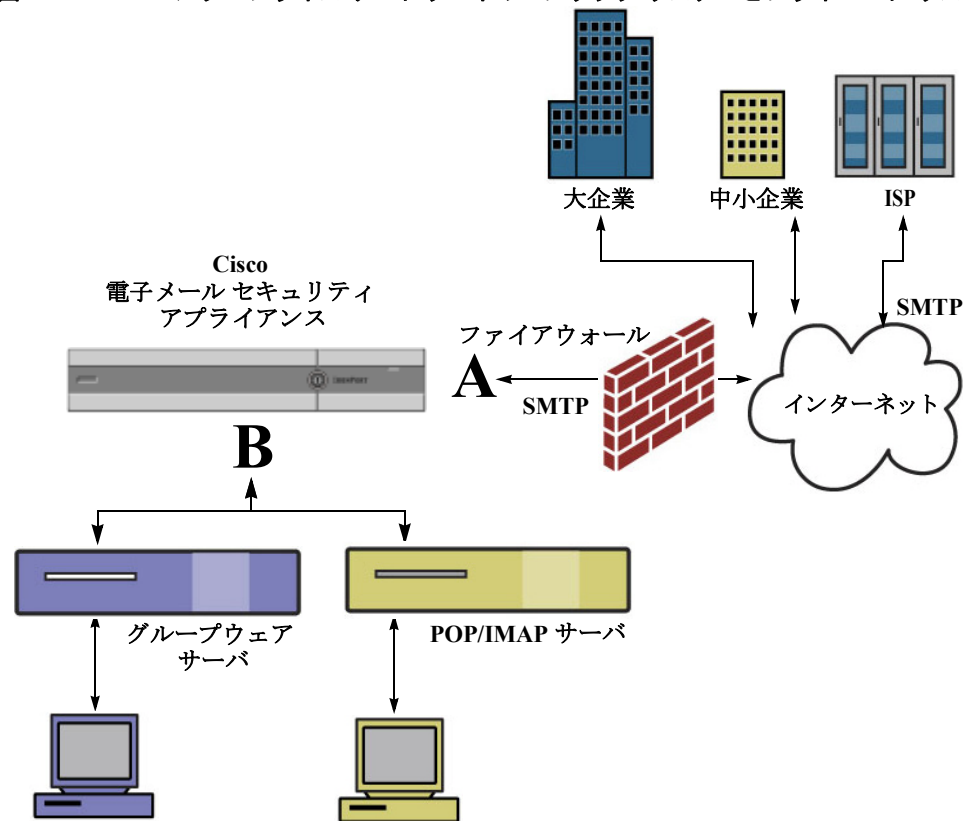 大企業
中小企業
ISP
Cisco
電子メール セキュリティ
アプライアンス
SMTP
ファイアウォール
A
SMTP
インターネット
IRONPORT
B
グループウェア
サーバ
POP/IMAP サーバ